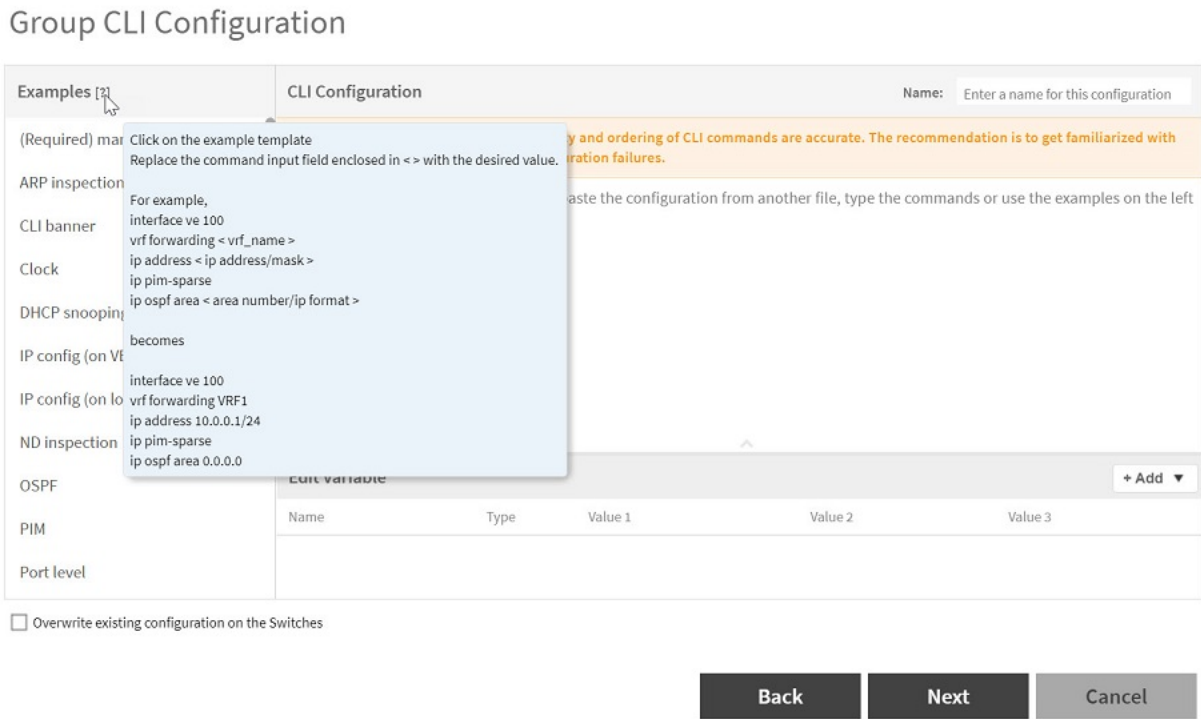 Group CLI Configuration
Examples [?]
CLI Configuration
Name:
Enter a name for this configuration
(Required)
ARP inspection
CLI banner
Clock
DHCP snooping
IP config (on
IP config (on
ND inspection
OSPF
PIM
Port level
Click on the example template
Replace the command input field enclosed in <> with the desired value.
For example,
interface ve 100
vrf forwarding < vrf_name >
ip address < ip address/mask >
ip pim-sparse
ip ospf area < area number/ip format >
becomes
interface ve 100
vrf forwarding VRF1
ip address 10.0.0.1/24
ip pim-sparse
ip ospf area 0.0.0.0
and ordering of CLI commands are accurate. The recommendation is to get familiarized with
failures.
the configuration from another file, type the commands or use the examples on the left
Edit Variable
+ Add
Name Type Value 1 Value 2 Value 3
Overwrite existing configuration on the Switches
Back
Next
Cancel